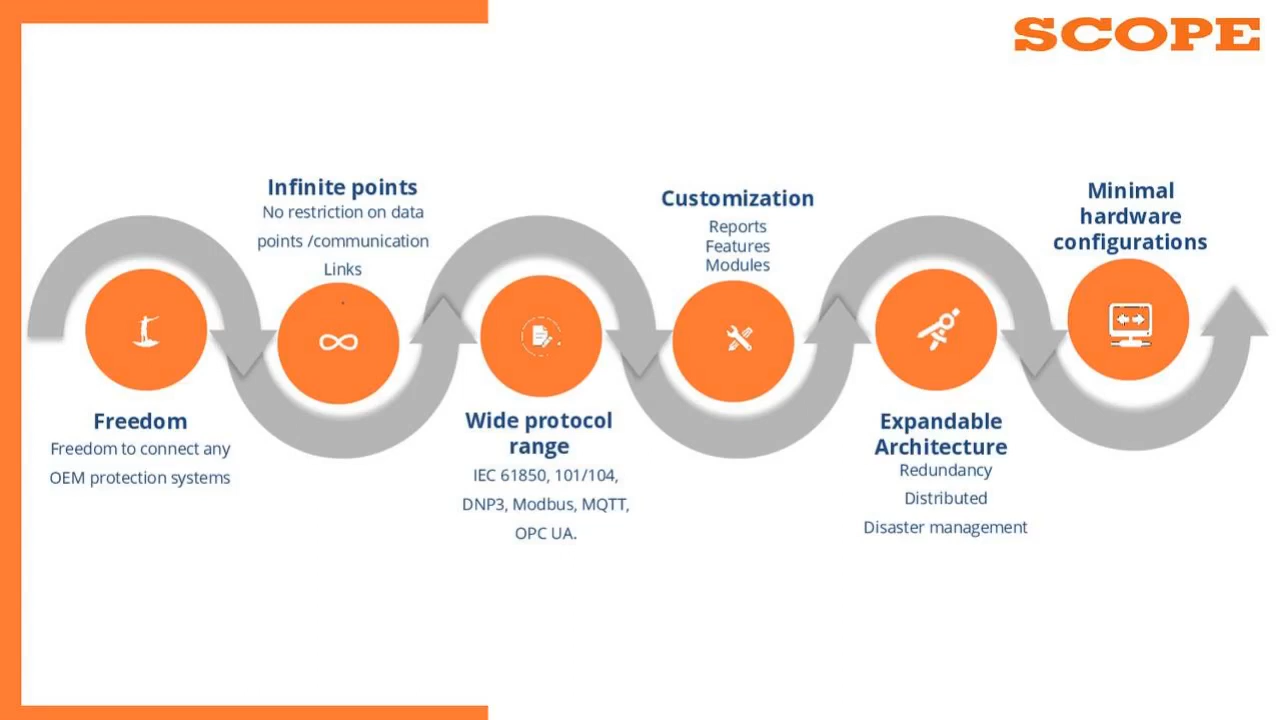 SCOPE
Freedom
Freedom to connect any
OEM protection systems
Infinite points
No restriction on data
points /communication
Links
.
Wide protocol
range
IEC 61850, 101/104,
DNP3, Modbus, MQTT,
OPC UA.
Customization
Reports
Features
Modules
Expandable
Architecture
Redundancy
Distributed
Disaster management
Minimal
hardware
configurations